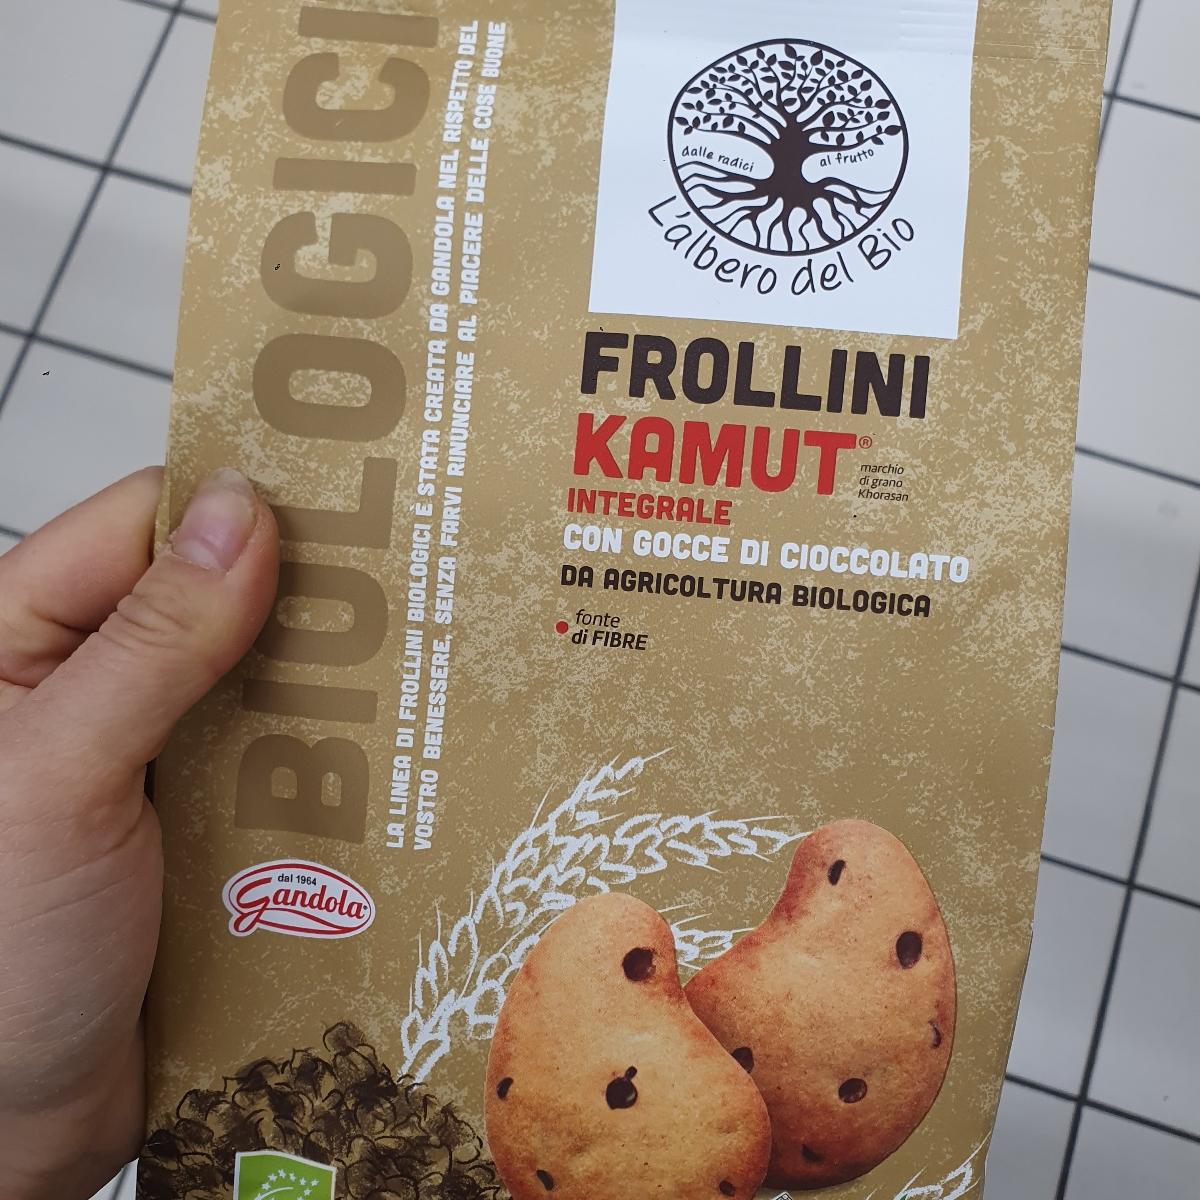 BIOLOGICI
LA LINEA DI FROLLINI BIOLOGICI È STATA CREATA DA GANDOLA NEL RISPETTO DEL
VOSTRO BENESSERE, SENZA FARVI RINUNCIARE AL PIACERE DELLE COSE BUONE
dalle radici al frutto
L'albero del Bio
FROLLINI
KAMUT®
marchio
di grano
Khorasan
INTEGRALE
CON GOCCE DI CIOCCOLATO
DA AGRICOLTURA BIOLOGICA
fonte
di FIBRE
dal 1964
Gandola®